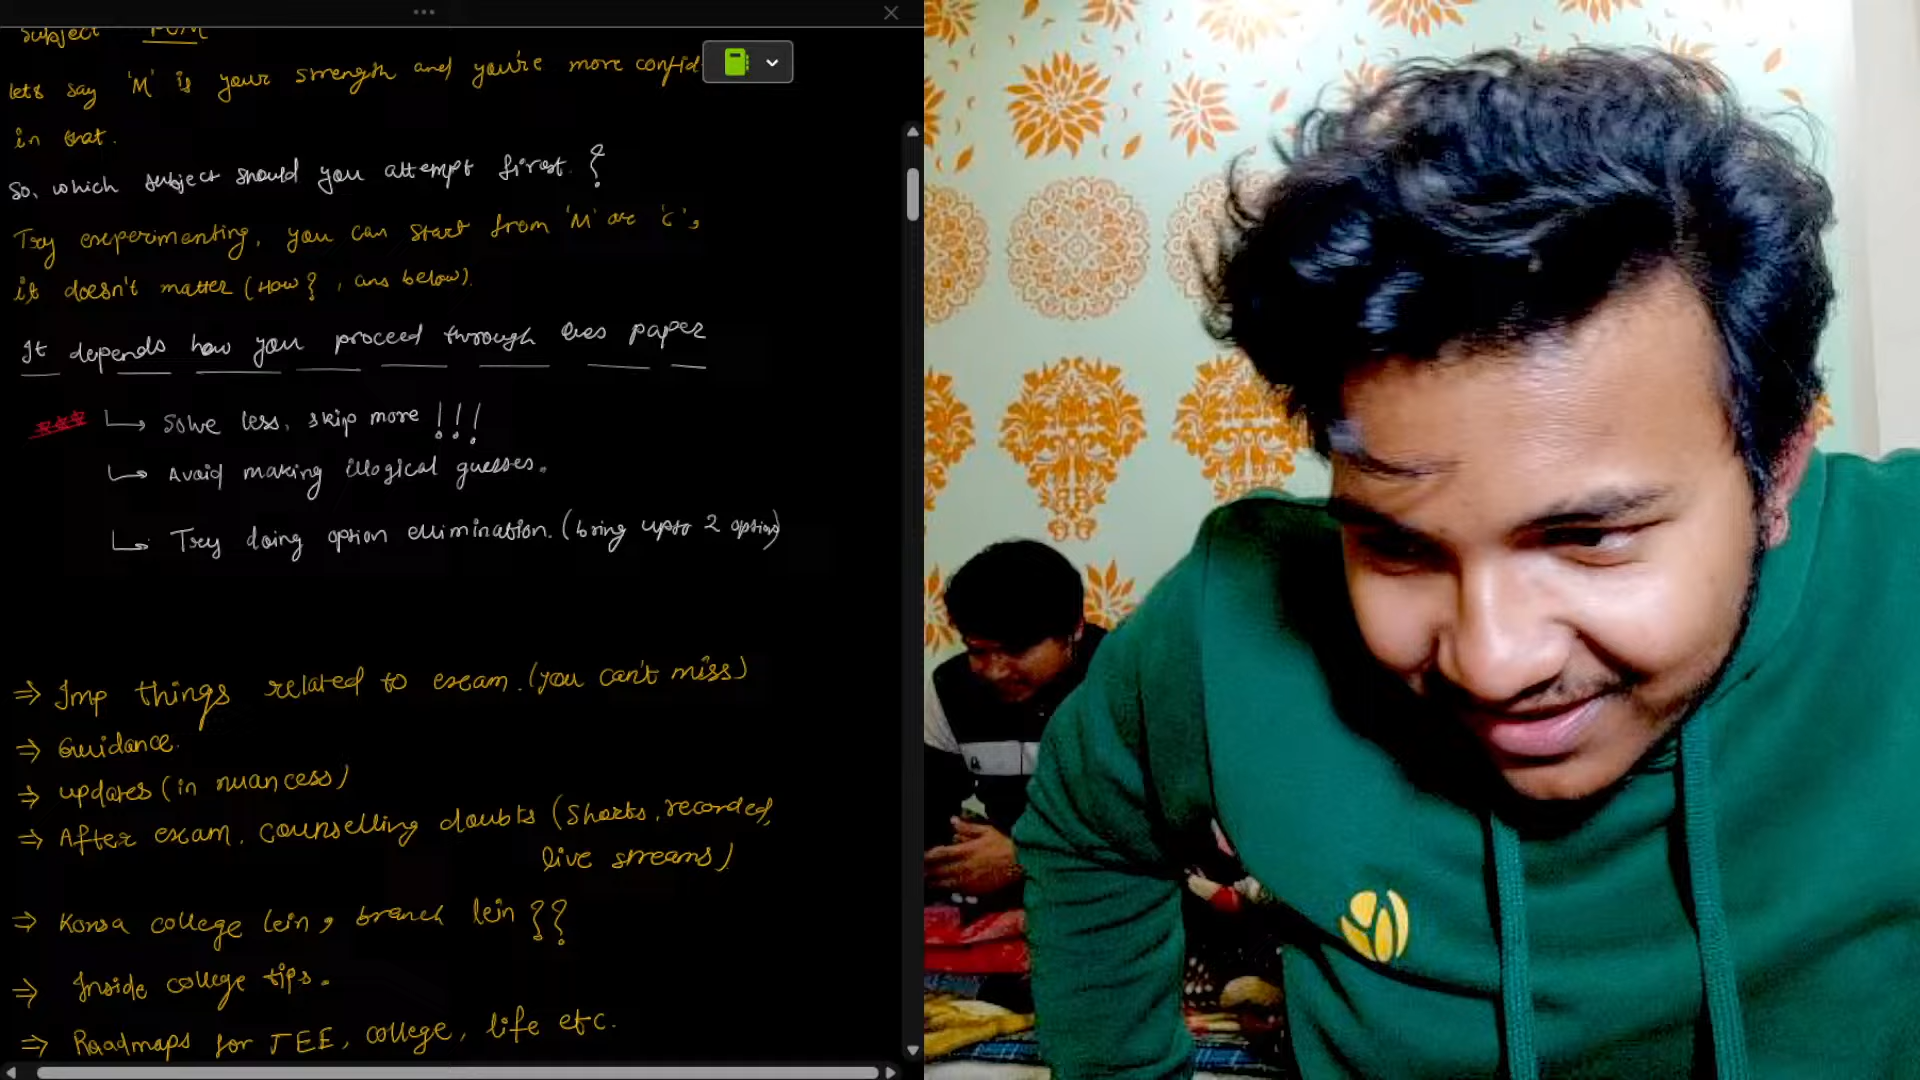 Subject PCM
lets say 'M' is your strength and you're more confid
in that.
So, which subject should you attempt first ?
Try experimenting, you can start from 'M' or 'C',
it doesn't matter (How ?, ans below).
It depends how you proceed through the paper
*** ↳ Solve less, skip more !!!
↳ Avoid making illogical guesses.
↳ Try doing option elimination. (bring upto 2 option)
⇒ Imp things related to exam. (you can't miss)
⇒ Guidance.
⇒ updates (in nuancess)
⇒ After exam, counselling doubts (Shorts, recorded,
live streams)
⇒ Konsa college lein, branch lein ??
⇒ Inside college tips.
⇒ Roadmaps for JEE, college, life etc.